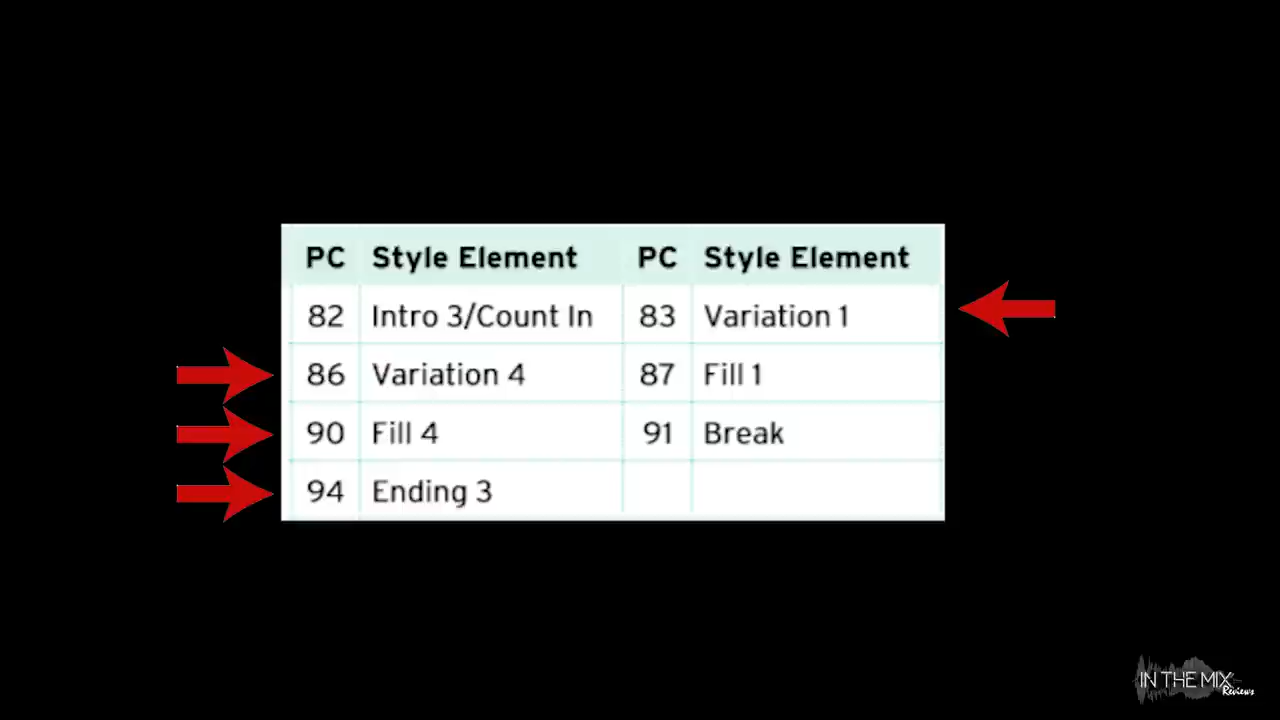 PC Style Element PC Style Element
82 Intro 3/Count In 83 Variation 1
86 Variation 4 87 Fill 1
90 Fill 4 91 Break
94 Ending 3
IN THE MIX
Reviews